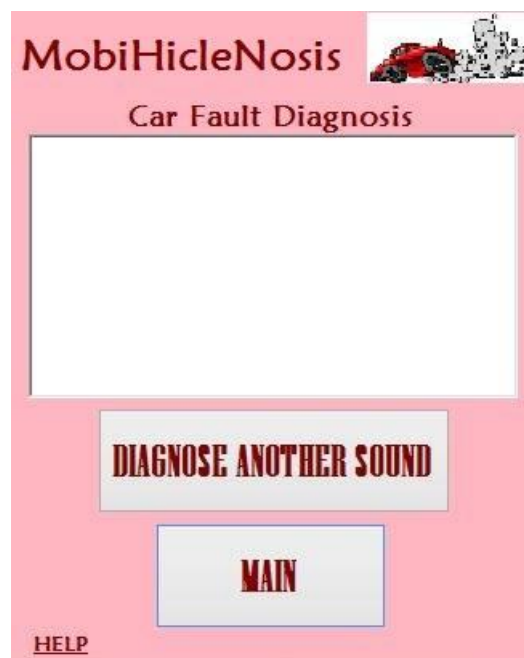 MobiHicleNosis
Car Fault Diagnosis
DIAGNOSE ANOTHER SOUND
MAIN
HELP